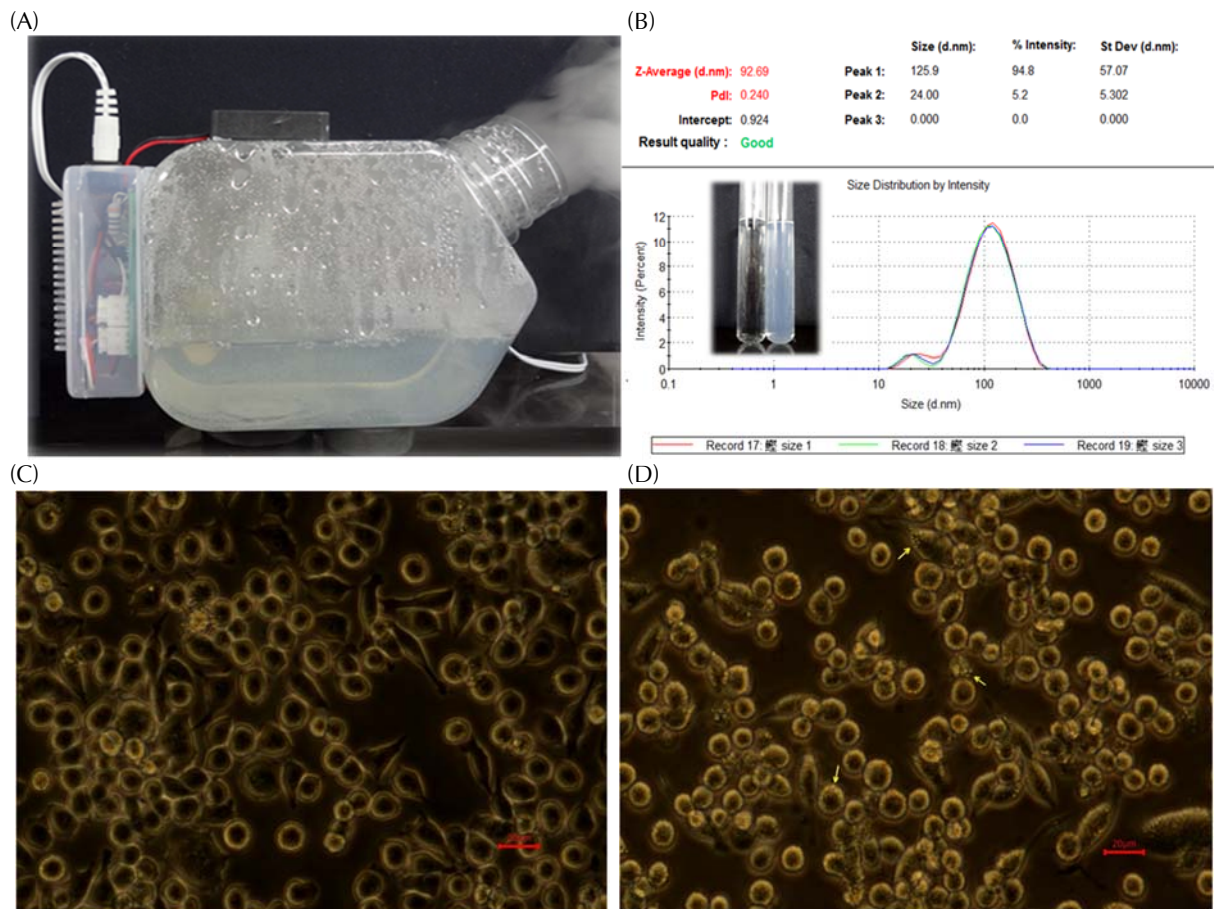 (A)
(B)
Size (d.nm): % Intensity: St Dev (d.nm):
Z-Average (d.nm): 92.69 Peak 1: 125.9 94.8 57.07
PdI: 0.240 Peak 2: 24.00 5.2 5.302
Intercept: 0.924 Peak 3: 0.000 0.0 0.000
Result quality : Good
Size Distribution by Intensity
Intensity (Percent)
12
10
8
6
4
2
0
0.1 1 10 100 1000 10000
Size (d.nm)
Record 17: 鰹 size 1 Record 18: 鰹 size 2 Record 19: 鰹 size 3
(C)
(D)
20μm